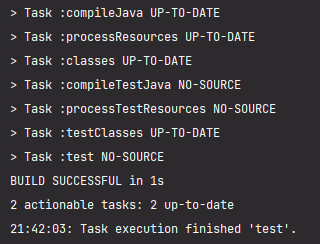 > Task :compileJava UP-TO-DATE
> Task :processResources UP-TO-DATE
> Task :classes UP-TO-DATE
> Task :compileTestJava NO-SOURCE
> Task :processTestResources NO-SOURCE
> Task :testClasses UP-TO-DATE
> Task :test NO-SOURCE
BUILD SUCCESSFUL in 1s
2 actionable tasks: 2 up-to-date
21:42:03: Task execution finished 'test'.